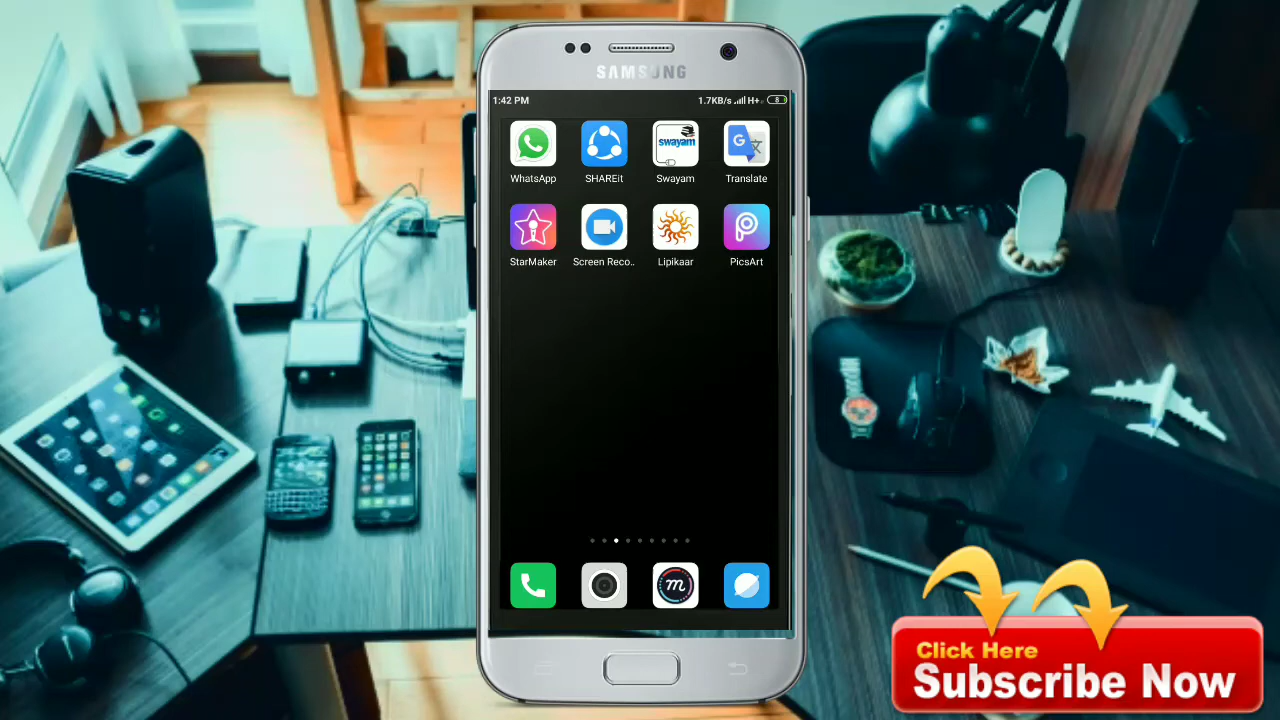 SAMSUNG
1:42 PM 1.7KB/s H+ 8
swayam
G
WhatsApp SHAREit Swayam Translate
StarMaker Screen Reco.. Lipikaar PicsArt
m
Click Here
Subscribe Now